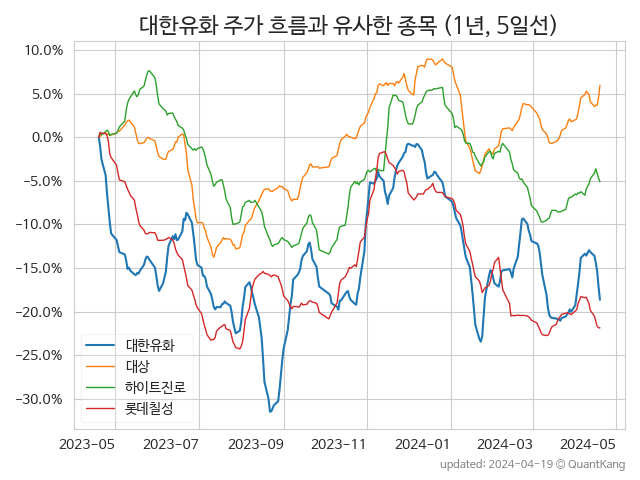 대한유화 주가 흐름과 유사한 종목 (1년, 5일선)
10.0%
5.0%
0.0%
-5.0%
-10.0%
-15.0%
-20.0%
-25.0%
-30.0%
대한유화
대상
하이트진로
롯데칠성
2023-05 2023-07 2023-09 2023-11 2024-01 2024-03 2024-05
updated: 2024-04-19 © QuantKang